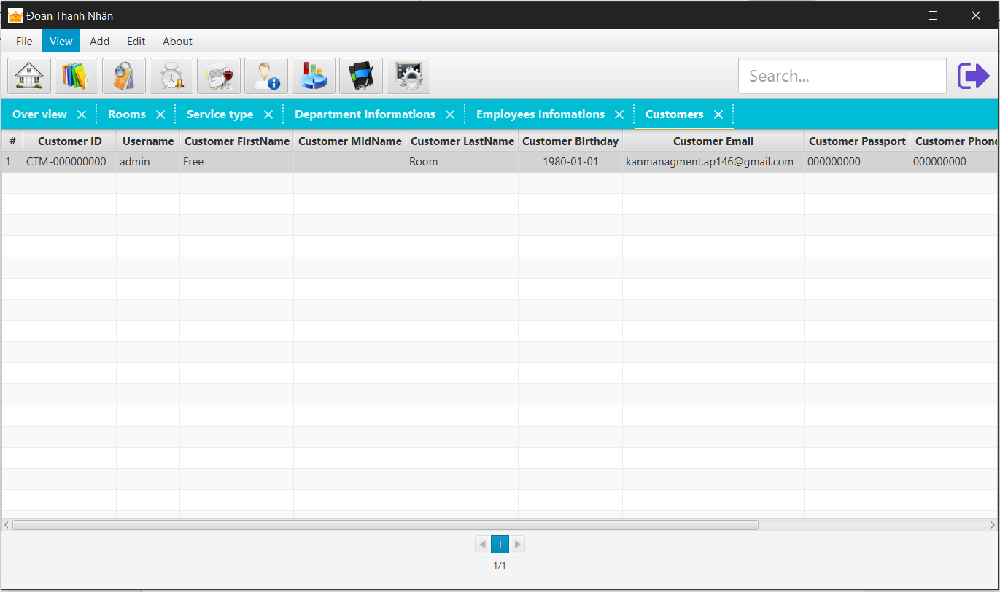 Đoàn Thanh Nhân
File View Add Edit About
Search...
Over view Rooms Service type Department Informations Employees Infomations Customers
# Customer ID Username Customer FirstName Customer MidName Customer LastName Customer Birthday Customer Email Customer Passport Customer Phone
1 CTM-000000000 admin Free Room 1980-01-01 kanmanagment.ap146@gmail.com 000000000 000000000
1
1/1